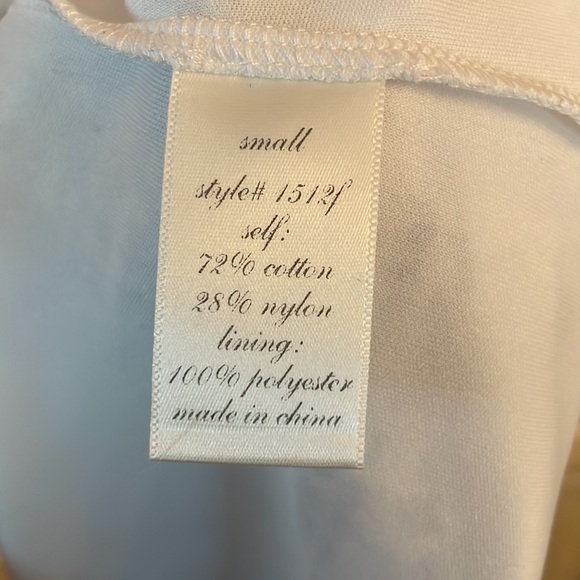 small
style# 1512f
self:
72% cotton
28% nylon
lining:
100% polyester
made in china